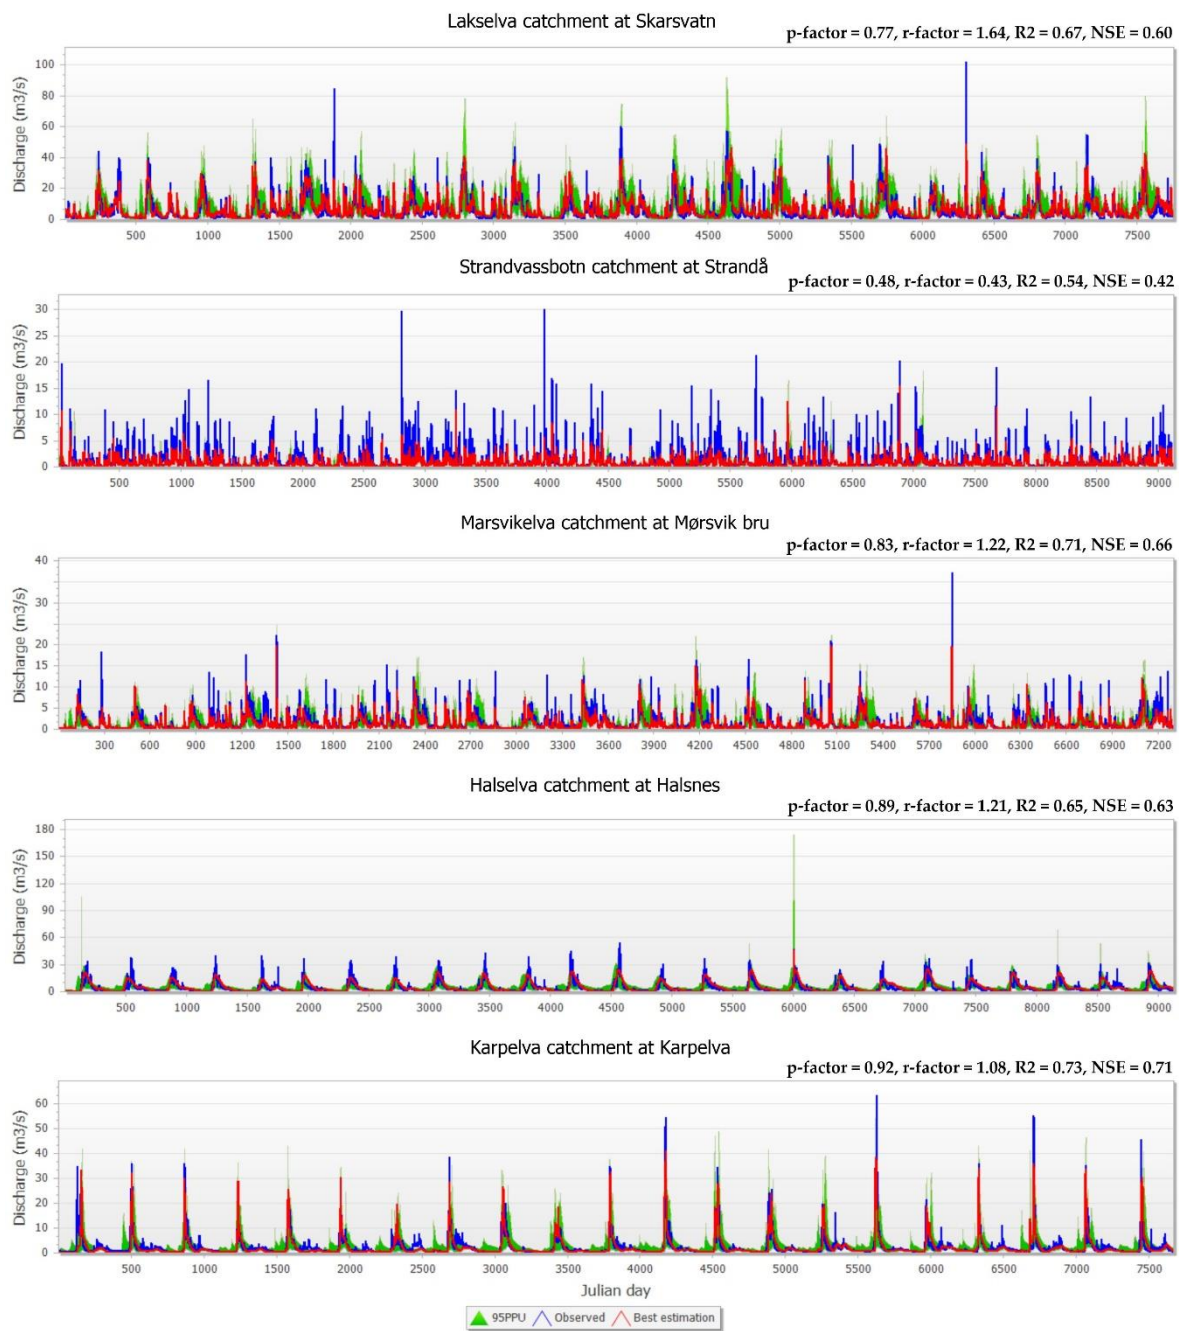 Lakselva catchment at Skarsvatn
p-factor = 0.77, r-factor = 1.64, R2 = 0.67, NSE = 0.60
Discharge (m3/s)
100
80
60
40
20
0
500 1000 1500 2000 2500 3000 3500 4000 4500 5000 5500 6000 6500 7000 7500
Strandvassbotn catchment at Strandå
p-factor = 0.48, r-factor = 0.43, R2 = 0.54, NSE = 0.42
Discharge (m3/s)
30
25
20
15
10
5
0
500 1000 1500 2000 2500 3000 3500 4000 4500 5000 5500 6000 6500 7000 7500 8000 8500 9000
Marsvikelva catchment at Mørsvik bru
p-factor = 0.83, r-factor = 1.22, R2 = 0.71, NSE = 0.66
Discharge (m3/s)
40
30
20
15
10
5
0
300 600 900 1200 1500 1800 2100 2400 2700 3000 3300 3600 3900 4200 4500 4800 5100 5400 5700 6000 6300 6600 6900 7200
Halselva catchment at Halsnes
p-factor = 0.89, r-factor = 1.21, R2 = 0.65, NSE = 0.63
Discharge (m3/s)
180
150
120
90
60
30
0
500 1000 1500 2000 2500 3000 3500 4000 4500 5000 5500 6000 6500 7000 7500 8000 8500 9000
Karpelva catchment at Karpelva
p-factor = 0.92, r-factor = 1.08, R2 = 0.73, NSE = 0.71
Discharge (m3/s)
60
50
40
30
20
10
0
500 1000 1500 2000 2500 3000 3500 4000 4500 5000 5500 6000 6500 7000 7500
Julian day
95PPU Observed Best estimation